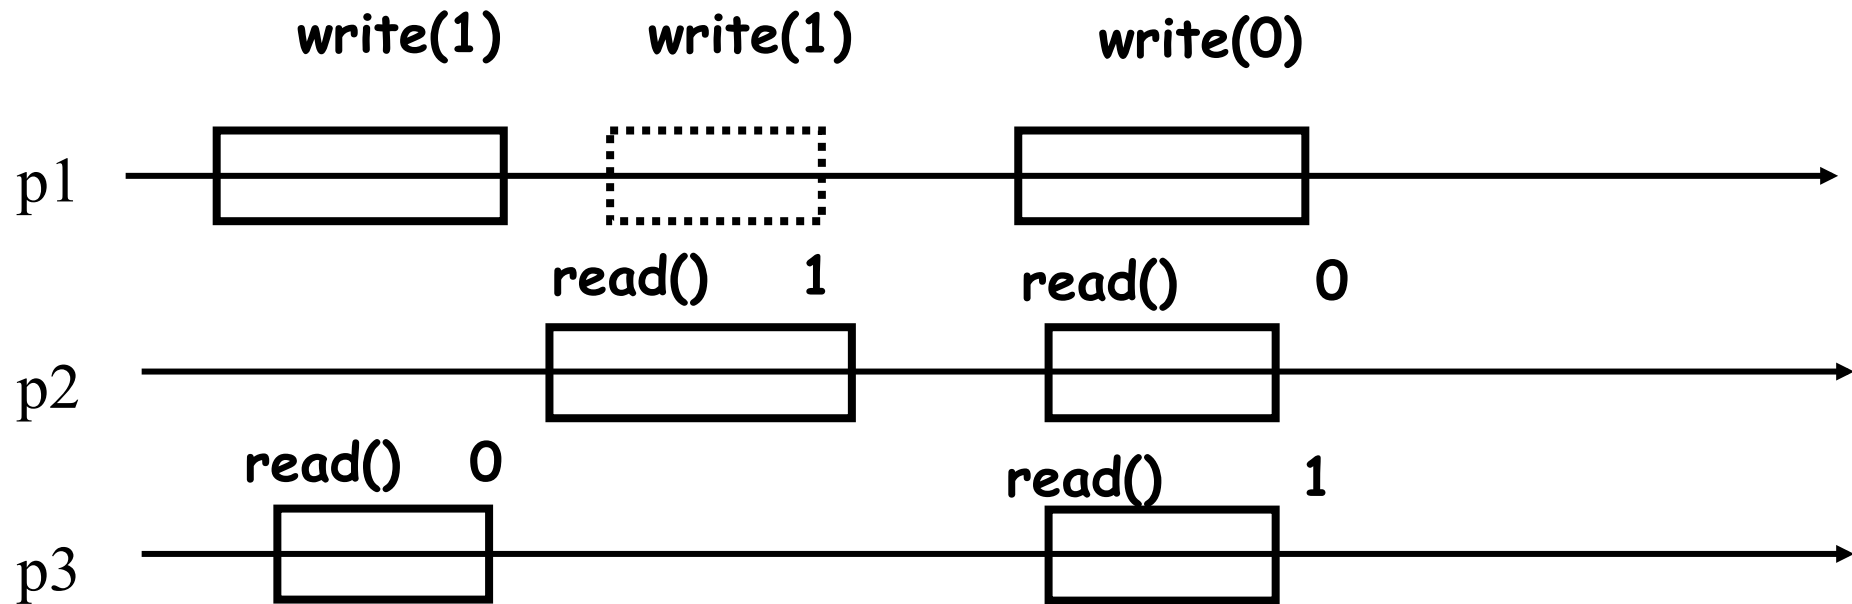 write(1) write(1) write(0)
p1
read() 1 read() 0
p2
read() 0 read() 1
p3